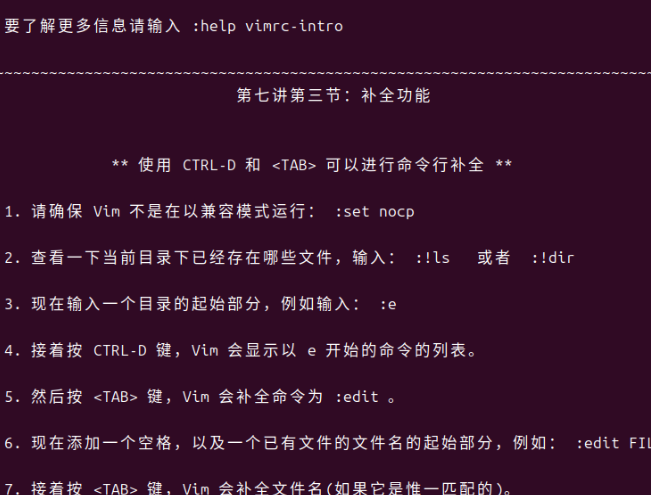 要了解更多信息请输入 :help vimrc-intro
~~~~~~~~~~~~~~~~~~~~~~~~~~~~~~~~~~~~~~~~~~~~~~~~~~~~~~~~~~~~~~~~~~~~~~~~~
第七讲第三节：补全功能
** 使用 CTRL-D 和 <TAB> 可以进行命令行补全 **
1. 请确保 Vim 不是在以兼容模式运行： :set nocp
2. 查看一下当前目录下已经存在哪些文件，输入： :!ls 或者 :!dir
3. 现在输入一个目录的起始部分，例如输入： :e
4. 接着按 CTRL-D 键，Vim 会显示以 e 开始的命令的列表。
5. 然后按 <TAB> 键，Vim 会补全命令为 :edit 。
6. 现在添加一个空格，以及一个已有文件的文件名的起始部分，例如： :edit FIL
7. 接着按 <TAB> 键，Vim 会补全文件名(如果它是惟一匹配的)。